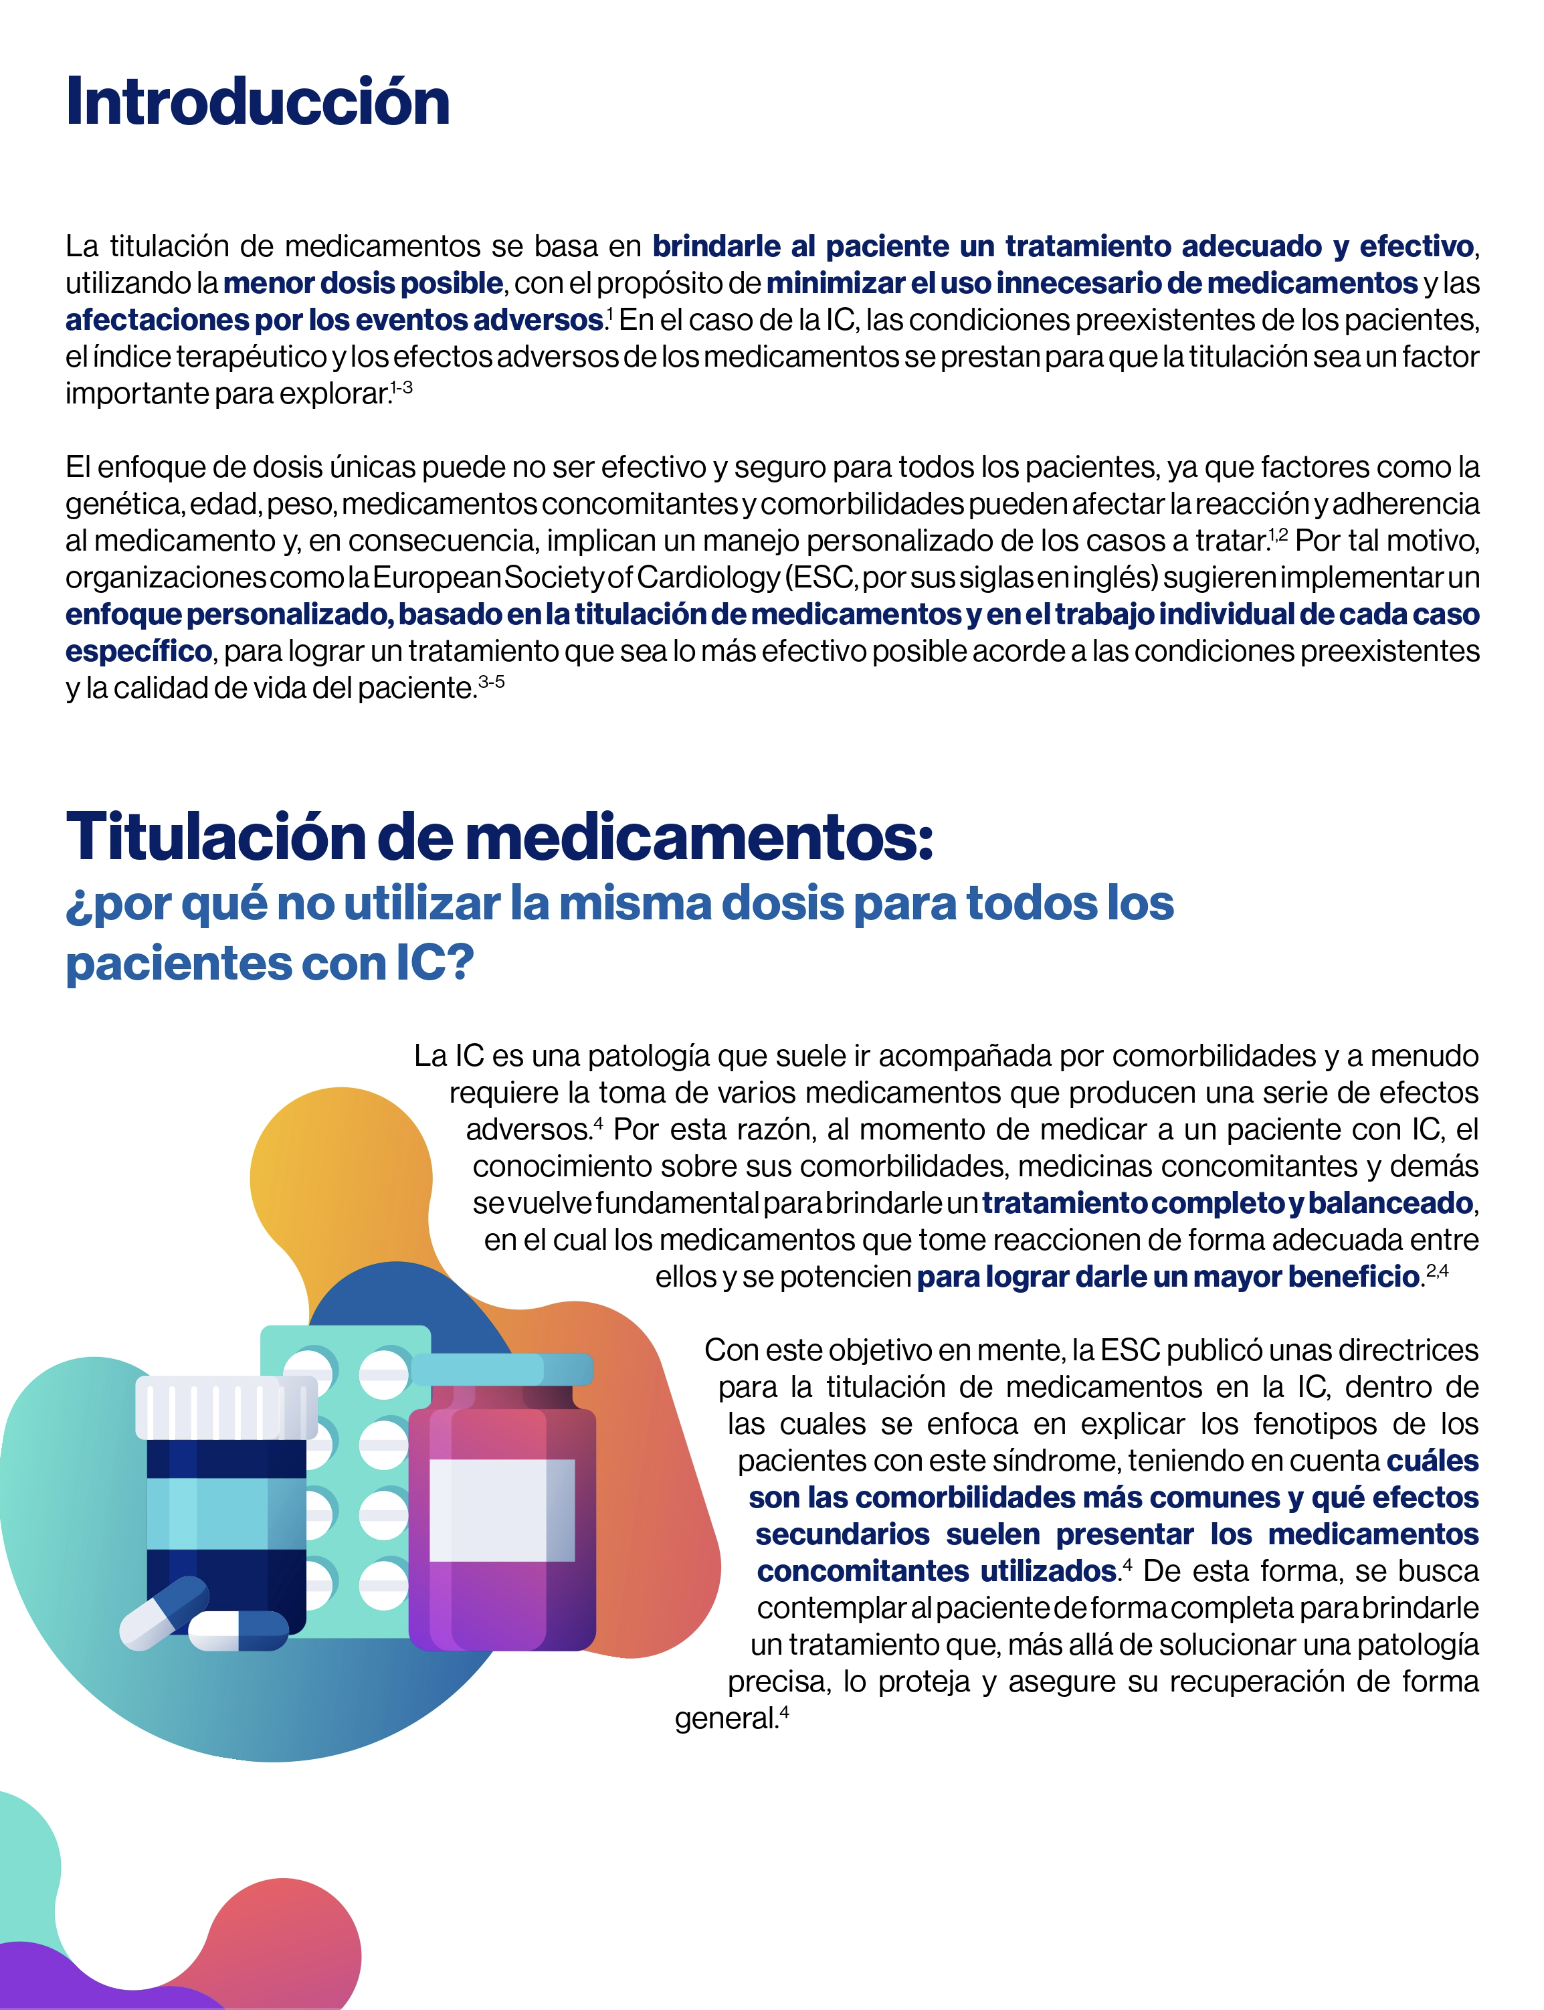 Introducción
La titulación de medicamentos se basa en brindarle al paciente un tratamiento adecuado y efectivo,
utilizando la menor dosis posible, con el propósito de minimizar el uso innecesario de medicamentos y las
afectaciones por los eventos adversos.¹ En el caso de la IC, las condiciones preexistentes de los pacientes,
el índice terapéutico y los efectos adversos de los medicamentos se prestan para que la titulación sea un factor
importante para explorar.¹⁻³
El enfoque de dosis únicas puede no ser efectivo y seguro para todos los pacientes, ya que factores como la
genética, edad, peso, medicamentos concomitantes y comorbilidades pueden afectar la reacción y adherencia
al medicamento y, en consecuencia, implican un manejo personalizado de los casos a tratar.¹,² Por tal motivo,
organizaciones como la European Society of Cardiology (ESC, por sus siglas en inglés) sugieren implementar un
enfoque personalizado, basado en la titulación de medicamentos y en el trabajo individual de cada caso
específico, para lograr un tratamiento que sea lo más efectivo posible acorde a las condiciones preexistentes
y la calidad de vida del paciente.³⁻⁵
Titulación de medicamentos:
¿por qué no utilizar la misma dosis para todos los
pacientes con IC?
La IC es una patología que suele ir acompañada por comorbilidades y a menudo
requiere la toma de varios medicamentos que producen una serie de efectos
adversos.⁴ Por esta razón, al momento de medicar a un paciente con IC, el
conocimiento sobre sus comorbilidades, medicinas concomitantes y demás
se vuelve fundamental para brindarle un tratamiento completo y balanceado,
en el cual los medicamentos que tome reaccionen de forma adecuada entre
ellos y se potencien para lograr darle un mayor beneficio.²,⁴
Con este objetivo en mente, la ESC publicó unas directrices
para la titulación de medicamentos en la IC, dentro de
las cuales se enfoca en explicar los fenotipos de los
pacientes con este síndrome, teniendo en cuenta cuáles
son las comorbilidades más comunes y qué efectos
secundarios suelen presentar los medicamentos
concomitantes utilizados.⁴ De esta forma, se busca
contemplar al paciente de forma completa para brindarle
un tratamiento que, más allá de solucionar una patología
precisa, lo proteja y asegure su recuperación de forma
general.⁴